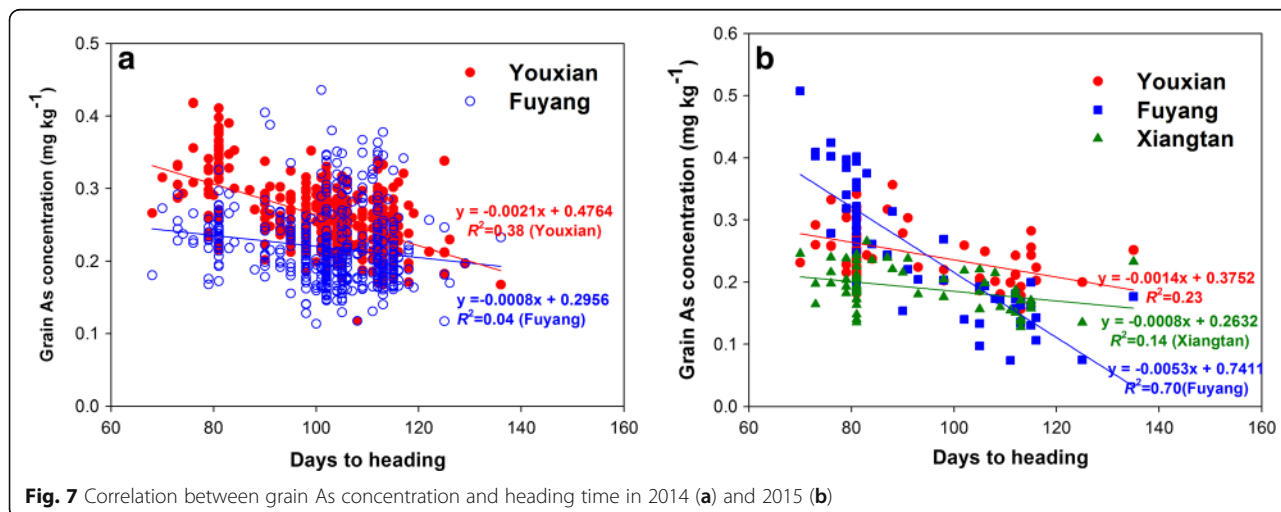 a
Youxian
Fuyang
Grain As concentration (mg kg⁻¹)
0.5
0.4
0.3
0.2
0.1
0.0
y = -0.0021x + 0.4764
R²=0.38 (Youxian)
y = -0.0008x + 0.2956
R²=0.04 (Fuyang)
60 80 100 120 140 160
Days to heading
b
Youxian
Fuyang
Xiangtan
Grain As concentration (mg kg⁻¹)
0.6
0.5
0.4
0.3
0.2
0.1
0.0
y = -0.0014x + 0.3752
R²=0.23
y = -0.0008x + 0.2632
R²=0.14 (Xiangtan)
y = -0.0053x + 0.7411
R²=0.70(Fuyang)
60 80 100 120 140 160
Days to heading
Fig. 7 Correlation between grain As concentration and heading time in 2014 (a) and 2015 (b)